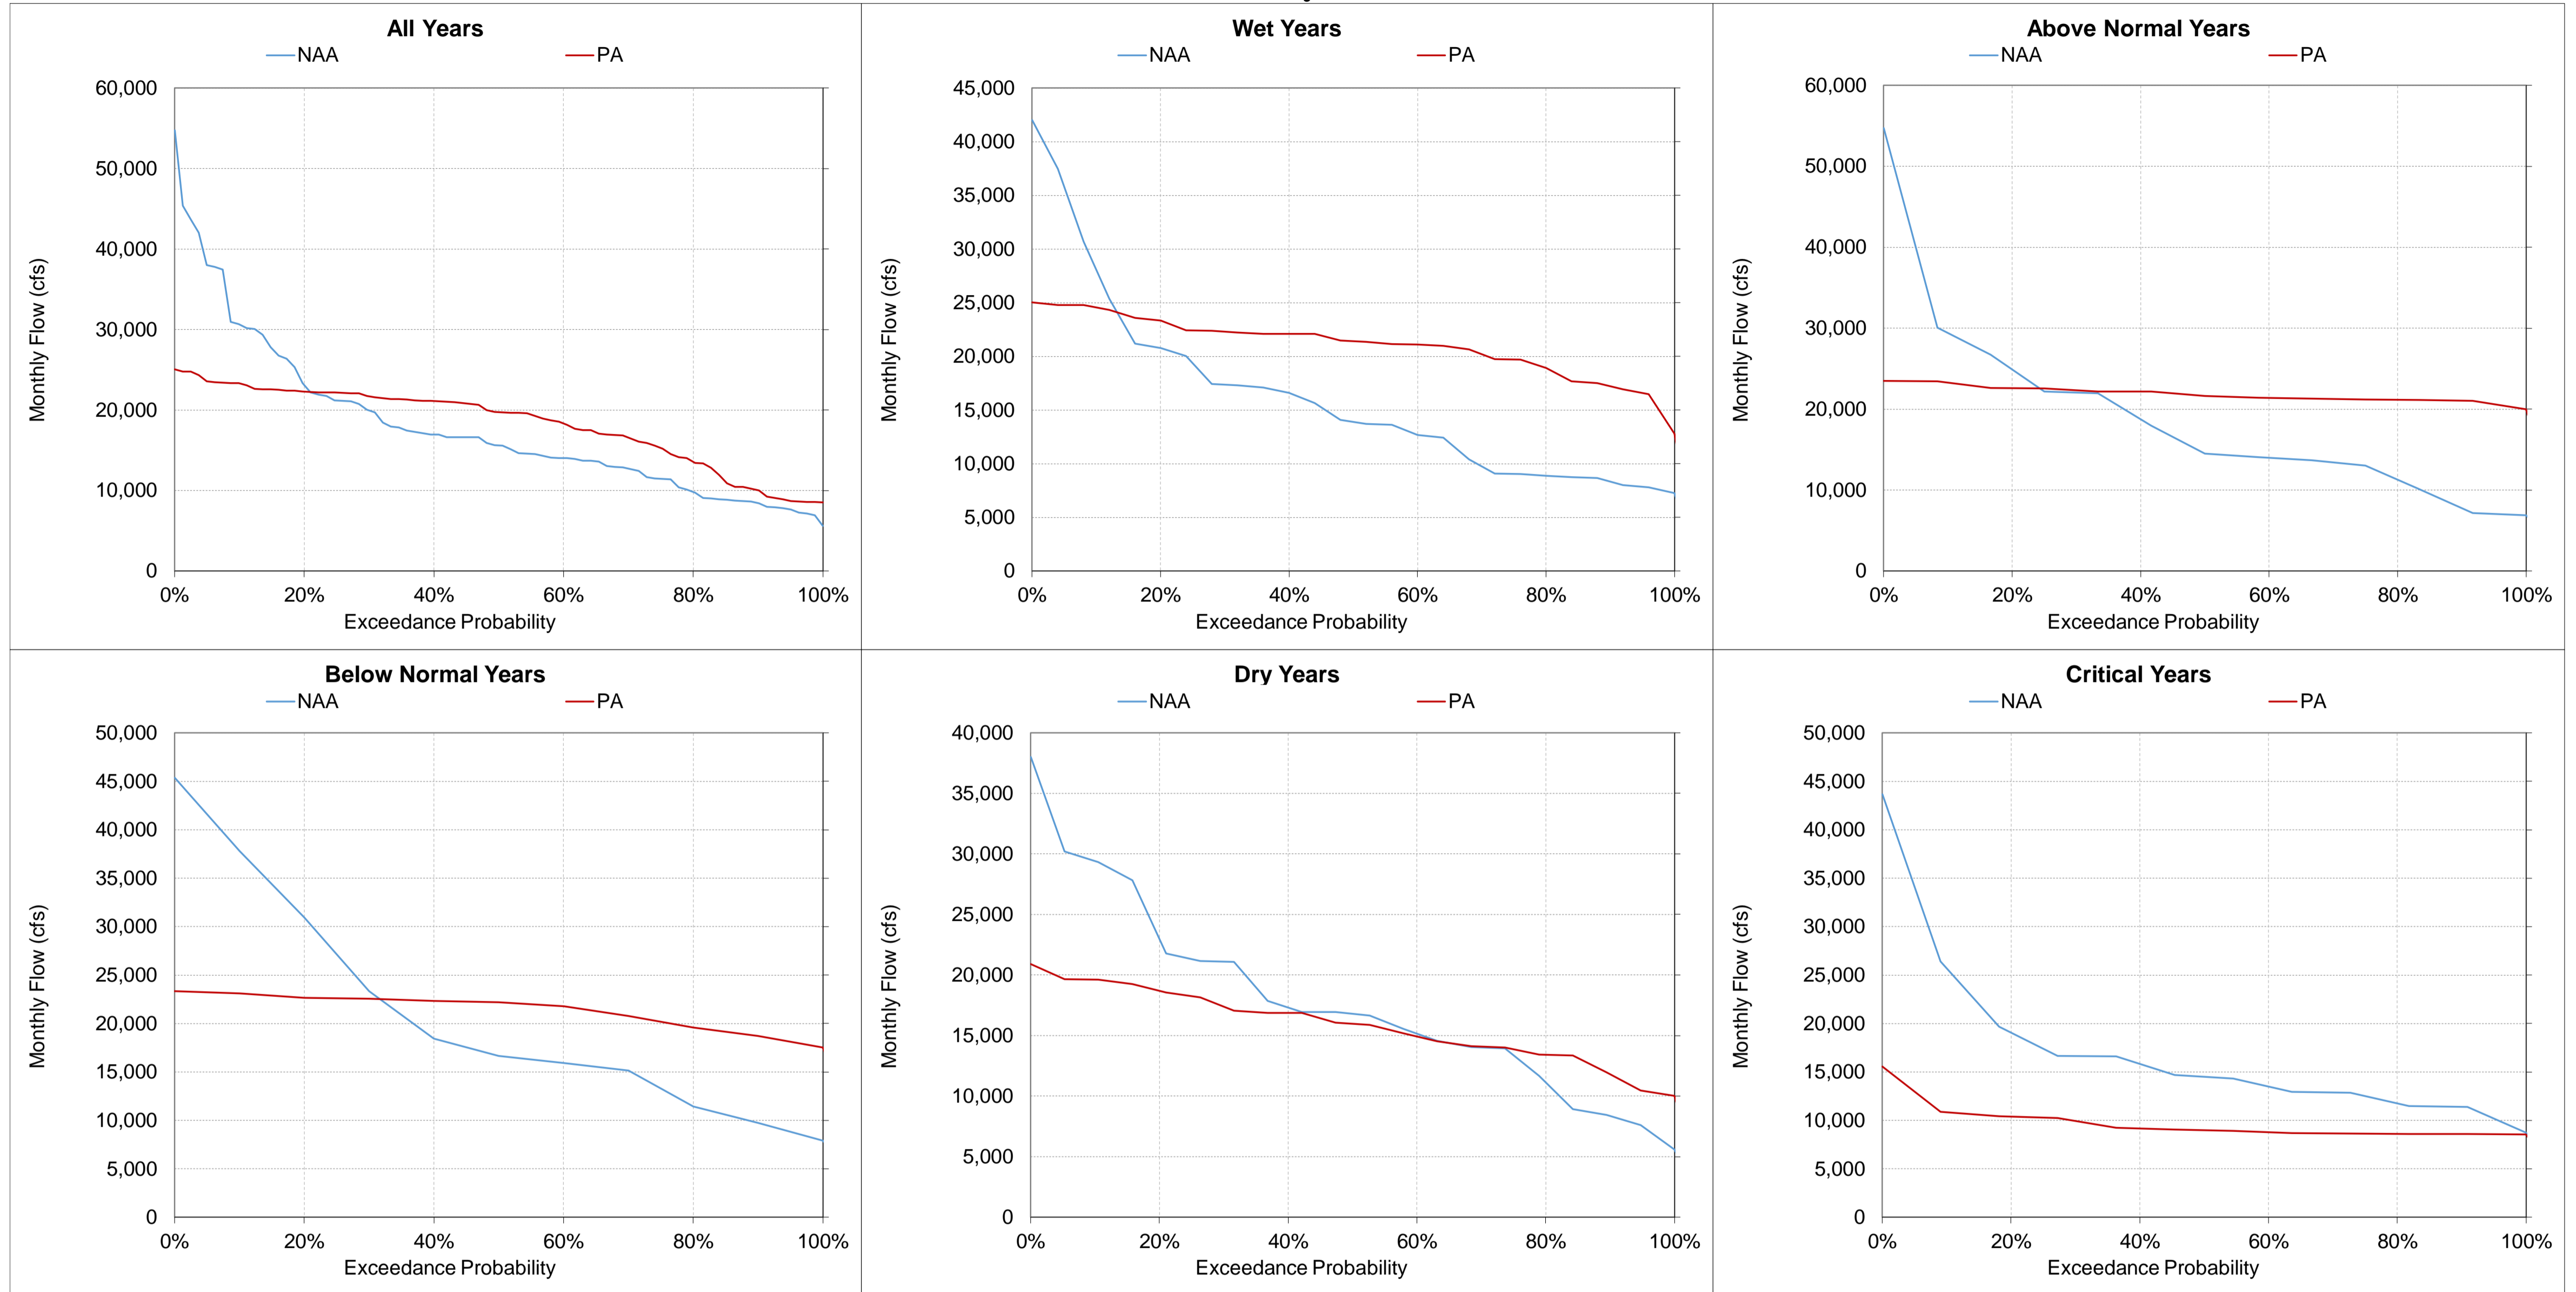 All Years
NAA PA
60,000
50,000
40,000
30,000
20,000
10,000
0
Monthly Flow (cfs)
0% 20% 40% 60% 80% 100%
Exceedance Probability
Wet Years
NAA PA
45,000
40,000
35,000
30,000
25,000
20,000
15,000
10,000
5,000
0
Monthly Flow (cfs)
0% 20% 40% 60% 80% 100%
Exceedance Probability
Above Normal Years
NAA PA
60,000
50,000
40,000
30,000
20,000
10,000
0
Monthly Flow (cfs)
0% 20% 40% 60% 80% 100%
Exceedance Probability
Below Normal Years
NAA PA
50,000
45,000
40,000
35,000
30,000
25,000
20,000
15,000
10,000
5,000
0
Monthly Flow (cfs)
0% 20% 40% 60% 80% 100%
Exceedance Probability
Dry Years
NAA PA
40,000
35,000
30,000
25,000
20,000
15,000
10,000
5,000
0
Monthly Flow (cfs)
0% 20% 40% 60% 80% 100%
Exceedance Probability
Critical Years
NAA PA
50,000
45,000
40,000
35,000
30,000
25,000
20,000
15,000
10,000
5,000
0
Monthly Flow (cfs)
0% 20% 40% 60% 80% 100%
Exceedance Probability